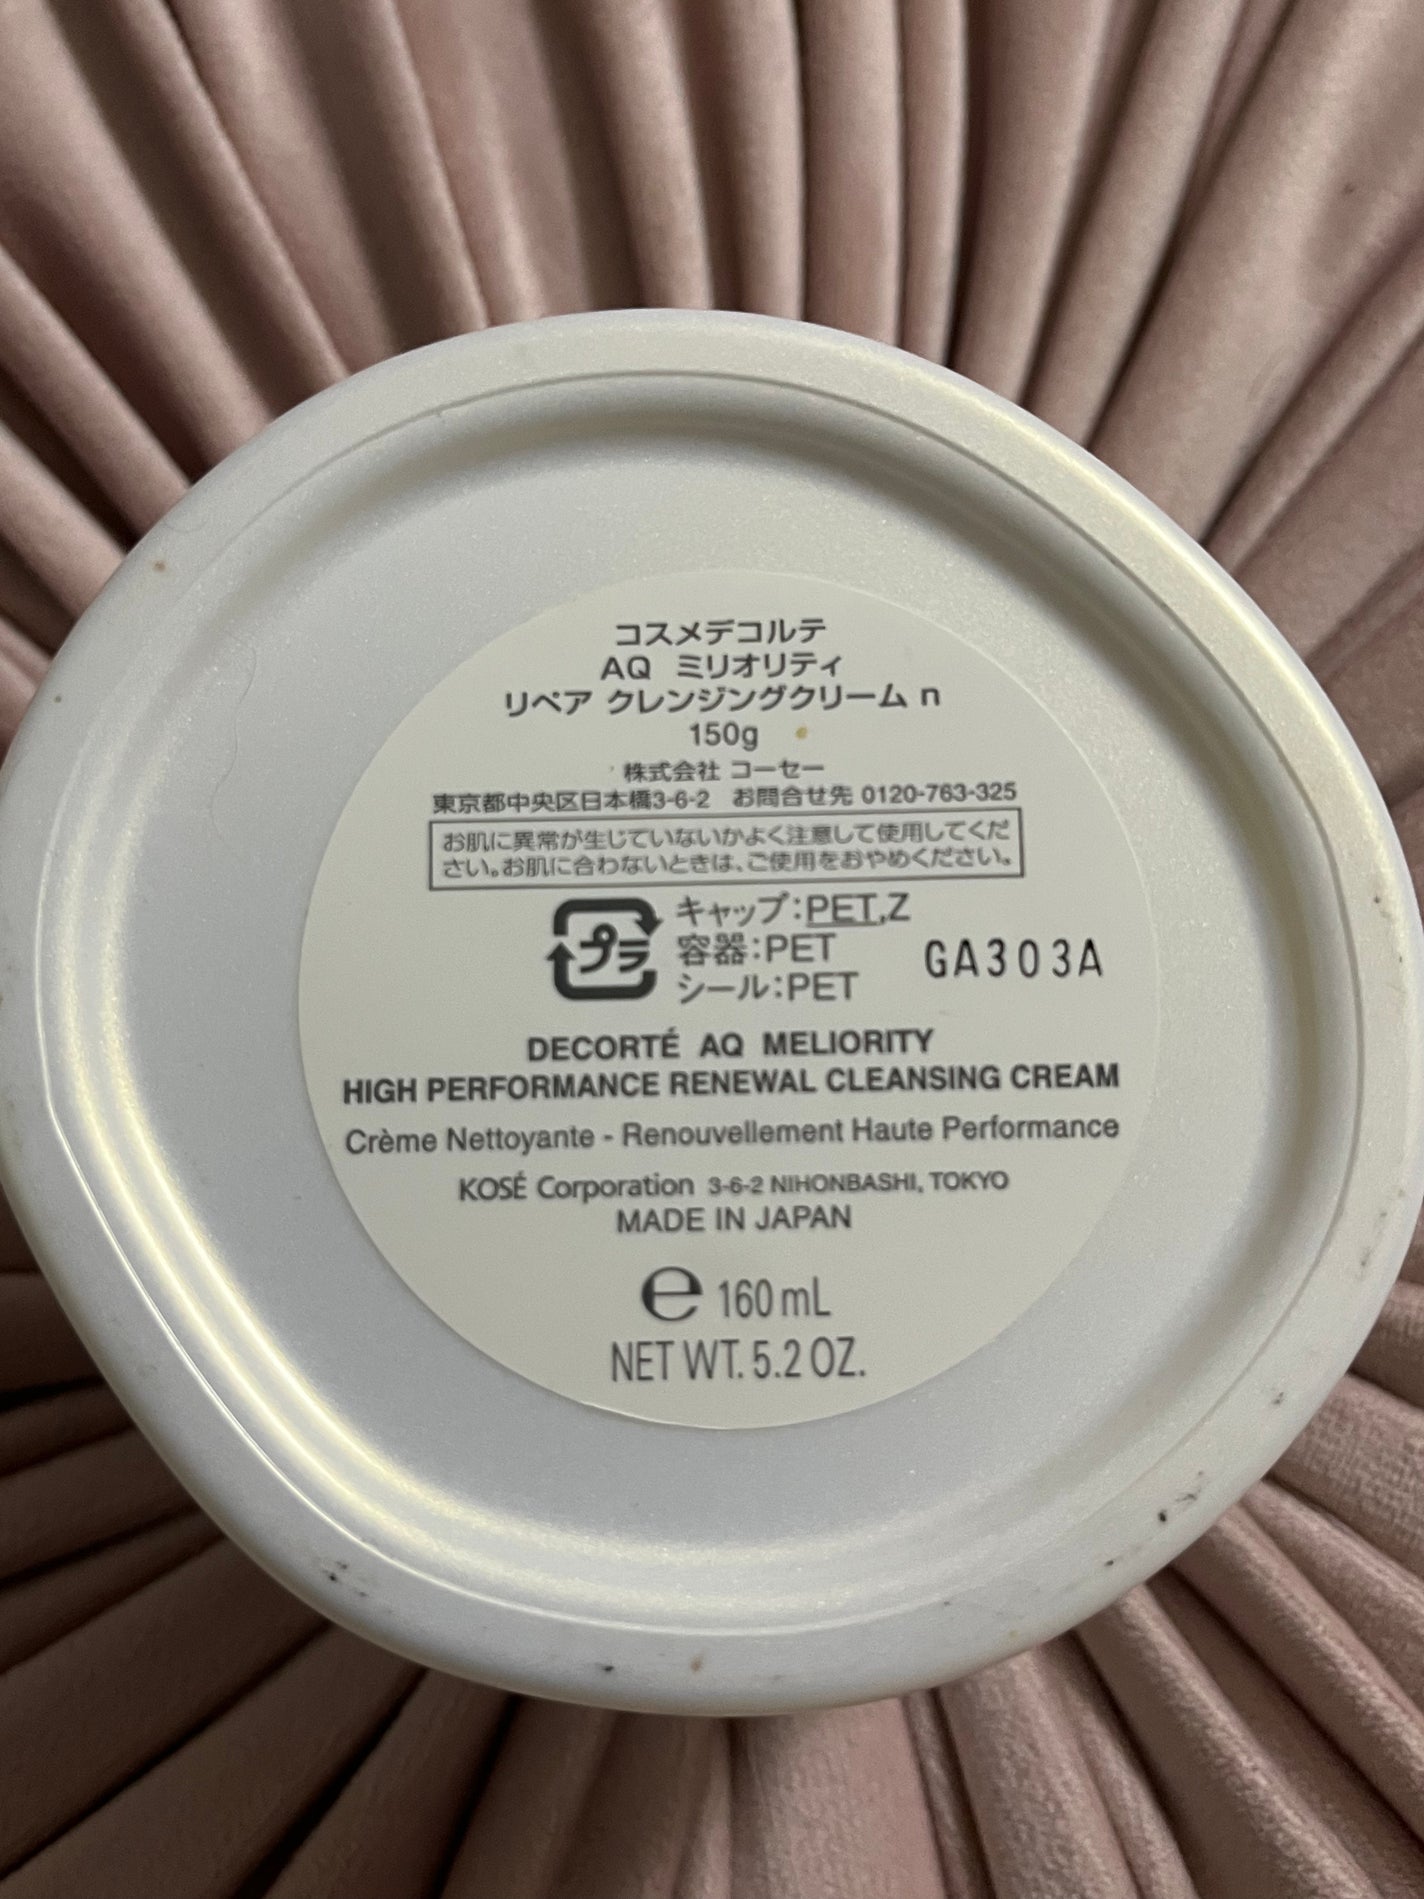 コスメデコルテ
AQ ミリオリティ
リペア クレンジングクリーム n
150g
株式会社 コーセー
東京都中央区日本橋3-6-2 お問合せ先 0120-763-325
お肌に異常が生じていないかよく注意して使用してくだ
さい。お肌に合わないときは、ご使用をおやめください。
プラ
キャップ:PET,Z
容器:PET
シール:PET
GA303A
DECORTÉ AQ MELIORITY
HIGH PERFORMANCE RENEWAL CLEANSING CREAM
Crème Nettoyante - Renouvellement Haute Performance
KOSÉ Corporation 3-6-2 NIHONBASHI, TOKYO
MADE IN JAPAN
℮ 160 mL
NET WT. 5.2 OZ.